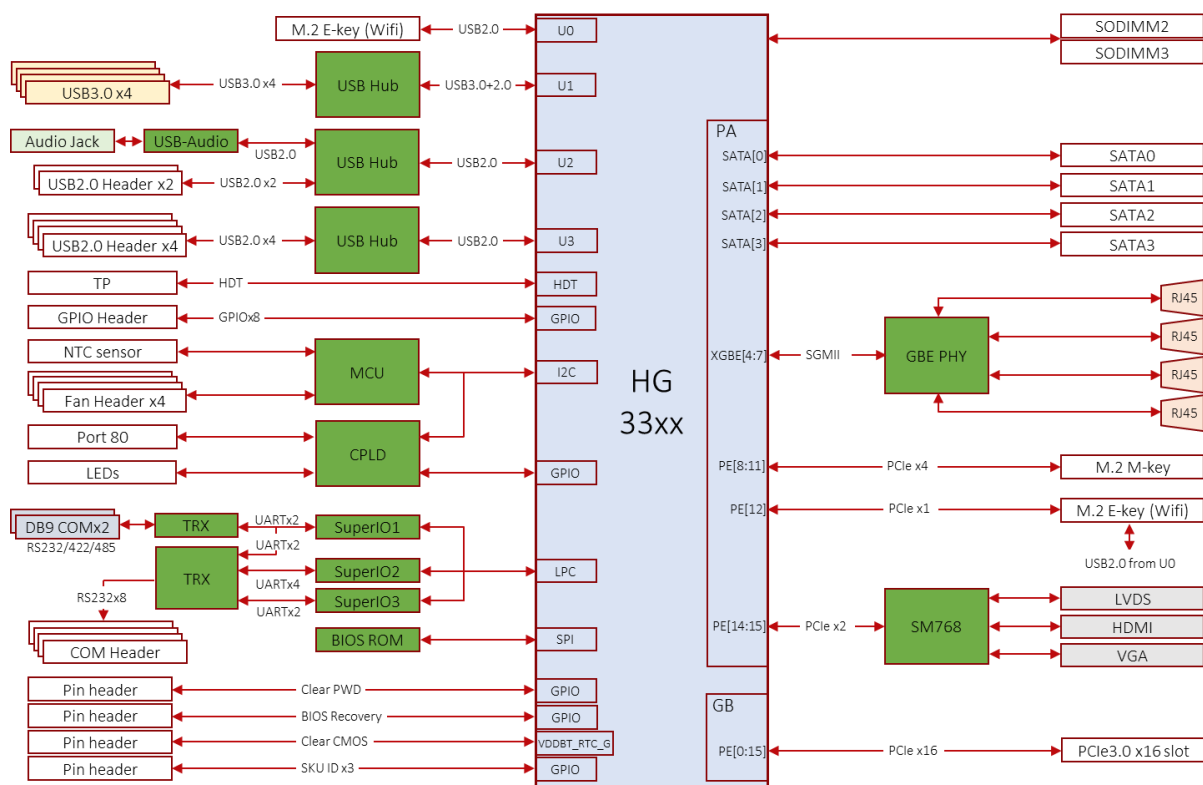 M.2 E-key (Wifi)
USB2.0
U0
USB3.0 x4
USB3.0 x4
USB Hub
USB3.0+2.0
U1
Audio Jack
USB-Audio
USB2.0
USB Hub
USB2.0
U2
USB2.0 Header x2
USB2.0 x2
USB2.0 Header x4
USB2.0 x4
USB Hub
USB2.0
U3
TP
HDT
HDT
GPIO Header
GPIOx8
GPIO
NTC sensor
MCU
I2C
Fan Header x4
Port 80
CPLD
LEDs
GPIO
DB9 COMx2
RS232/422/485
TRX
UARTx2
UARTx2
SuperIO1
TRX
UARTx4
SuperIO2
LPC
UARTx2
SuperIO3
RS232x8
COM Header
BIOS ROM
SPI
Pin header
Clear PWD
GPIO
Pin header
BIOS Recovery
GPIO
Pin header
Clear CMOS
VDDBT_RTC_G
Pin header
SKU ID x3
GPIO
HG
33xx
SODIMM2
SODIMM3
PA
SATA[0]
SATA0
SATA[1]
SATA1
SATA[2]
SATA2
SATA[3]
SATA3
XGBE[4:7]
SGMII
GBE PHY
RJ45
RJ45
RJ45
RJ45
PE[8:11]
PCIe x4
M.2 M-key
PE[12]
PCIe x1
M.2 E-key (Wifi)
USB2.0 from U0
PE[14:15]
PCIe x2
SM768
LVDS
HDMI
VGA
GB
PE[0:15]
PCIe x16
PCIe3.0 x16 slot